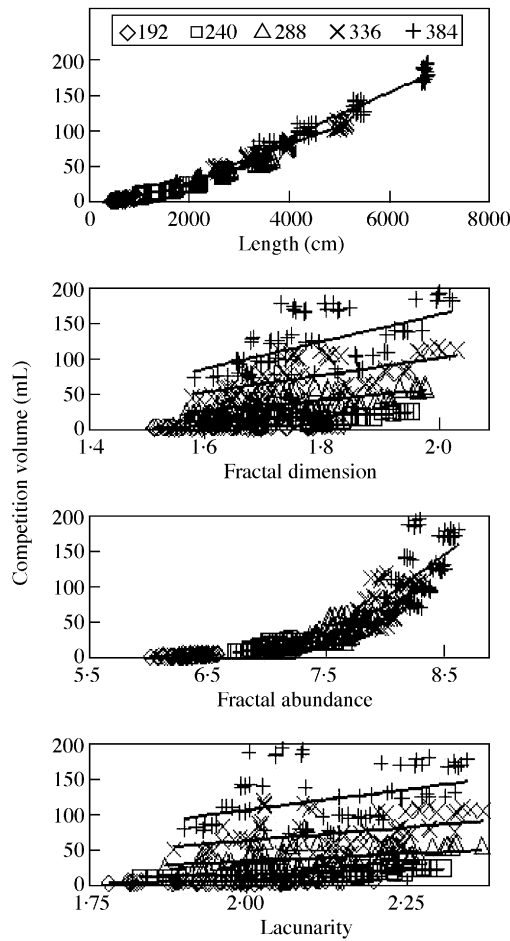 192 240 288 336 384
200
150
100
50
0
0 2000 4000 6000 8000
Length (cm)
200
150
100
50
0
1·4 1·6 1·8 2·0
Fractal dimension
Competition volume (mL)
200
150
100
50
0
5·5 6·5 7·5 8·5
Fractal abundance
200
150
100
50
0
1·75 2·00 2·25
Lacunarity